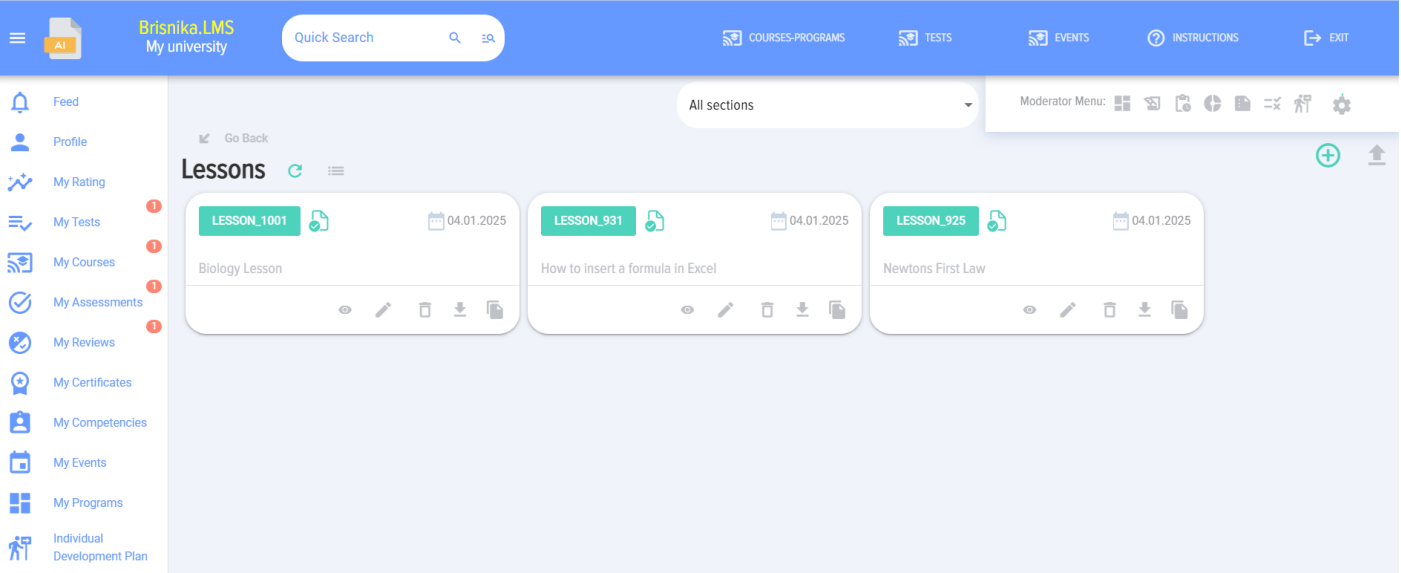 AI
Brisnika.LMS
My university
Quick Search
COURSES-PROGRAMS
TESTS
EVENTS
INSTRUCTIONS
EXIT
Feed
Profile
My Rating
1
My Tests
1
My Courses
1
My Assessments
1
My Reviews
My Certificates
My Competencies
My Events
My Programs
Individual
Development Plan
All sections
Moderator Menu:
Go Back
Lessons
LESSON_1001
04.01.2025
Biology Lesson
LESSON_931
04.01.2025
How to insert a formula in Excel
LESSON_925
04.01.2025
Newtons First Law